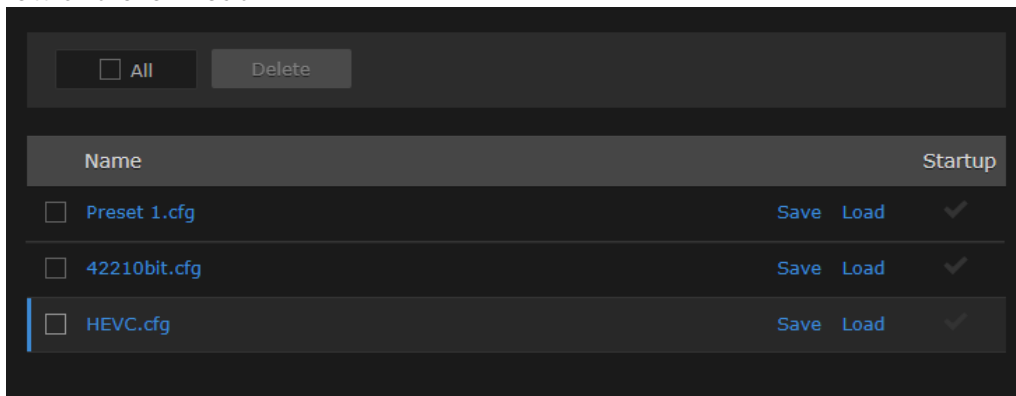 All Delete
Name Startup
Preset 1.cfg Save Load
42210bit.cfg Save Load
HEVC.cfg Save Load